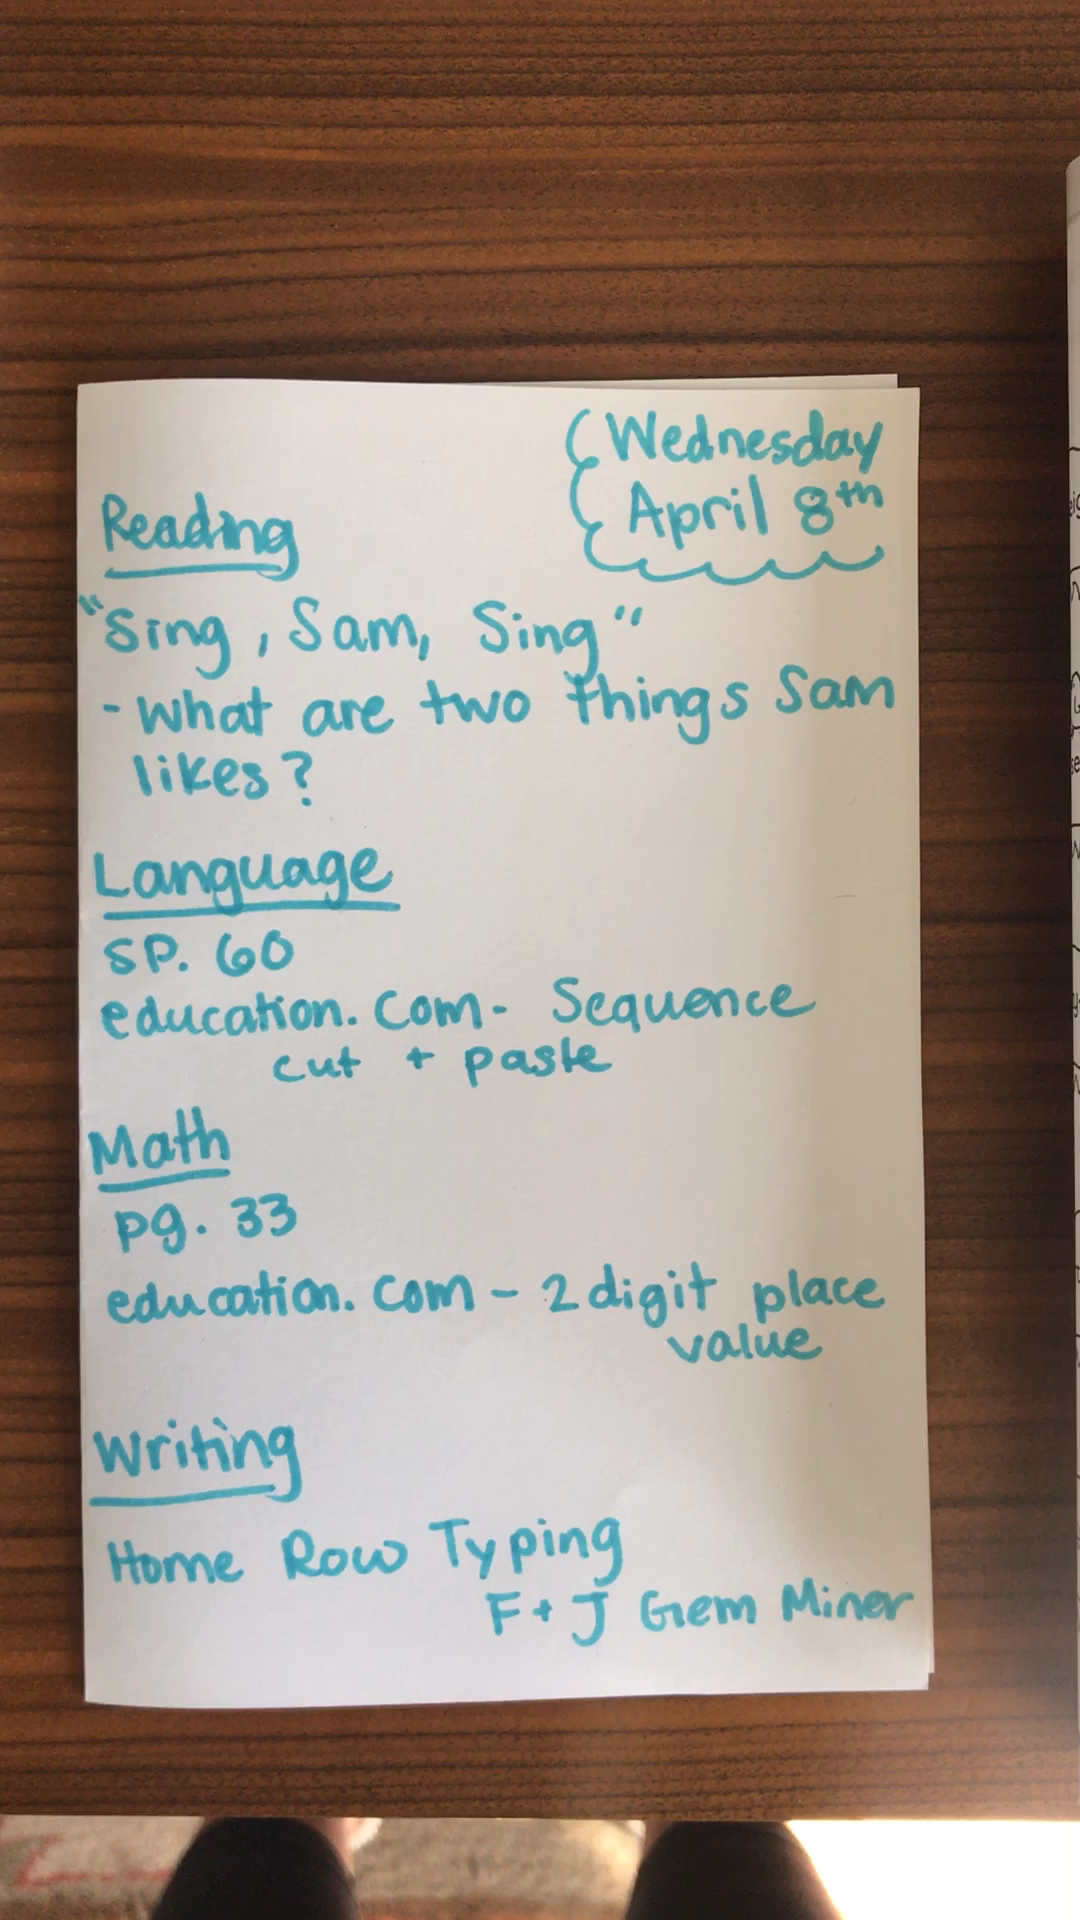 Wednesday
April 8th
Reading
"Sing, Sam, Sing"
- What are two things Sam
likes?
Language
SP. 60
education.com - Sequence
cut + paste
Math
pg. 33
education.com - 2 digit place
value
Writing
Home Row Typing
F + J Gem Miner